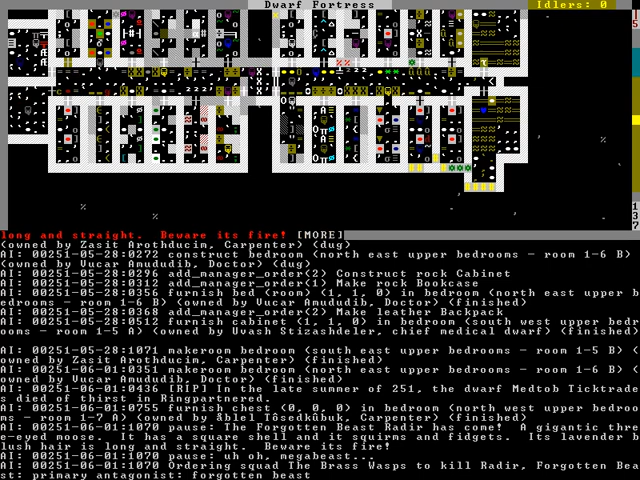 Dwarf Fortress
Idlers: 0
15
137
long and straight.  Beware its fire! [MORE]
(owned by Zasit Arothducim, Carpenter) (dug)
AI: 00251-05-28:0272 construct bedroom (north east upper bedrooms - room 1-6 B)
(owned by Vucar Amududib, Doctor) (dug)
AI: 00251-05-28:0296 add_manager_order(2) Construct rock Cabinet
AI: 00251-05-28:0312 add_manager_order(1) Make rock Bookcase
AI: 00251-05-28:0356 furnish bed (room) (1, 1, 0) in bedroom (north east upper b
edrooms - room 1-6 B) (owned by Vucar Amududib, Doctor) (finished)
AI: 00251-05-28:0368 add_manager_order(2) Make leather Backpack
AI: 00251-05-28:0512 furnish cabinet (1, 1, 0) in bedroom (south west upper bedr
ooms - room 1-5 A) (owned by Uvash Stizashdeler, chief medical dwarf) (finished)
AI: 00251-05-28:1071 makeroom bedroom (south east upper bedrooms - room 1-5 B) (
owned by Zasit Arothducim, Carpenter) (finished)
AI: 00251-06-01:0351 makeroom bedroom (north east upper bedrooms - room 1-6 B) (
owned by Vucar Amududib, Doctor) (finished)
AI: 00251-06-01:0436 [RIP] In the late summer of 251, the dwarf Medtob Ticktrade
s died of thirst in Ringpartnered.
AI: 00251-06-01:0755 furnish chest (0, 0, 0) in bedroom (north west upper bedroo
ms - room 1-7 A) (owned by Ablel Tosedkûbuk, Carpenter) (finished)
AI: 00251-06-01:1070 pause: The Forgotten Beast Radir has come!  A gigantic thre
e-eyed moose.  It has a square shell and it squirms and fidgets.  Its lavender p
lush hair is long and straight.  Beware its fire!
AI: 00251-06-01:1070 pause: uh oh, megabeast...
AI: 00251-06-01:1070 Ordering squad The Brass Wasps to kill Radir, Forgotten Bea
st: primary antagonist: forgotten beast